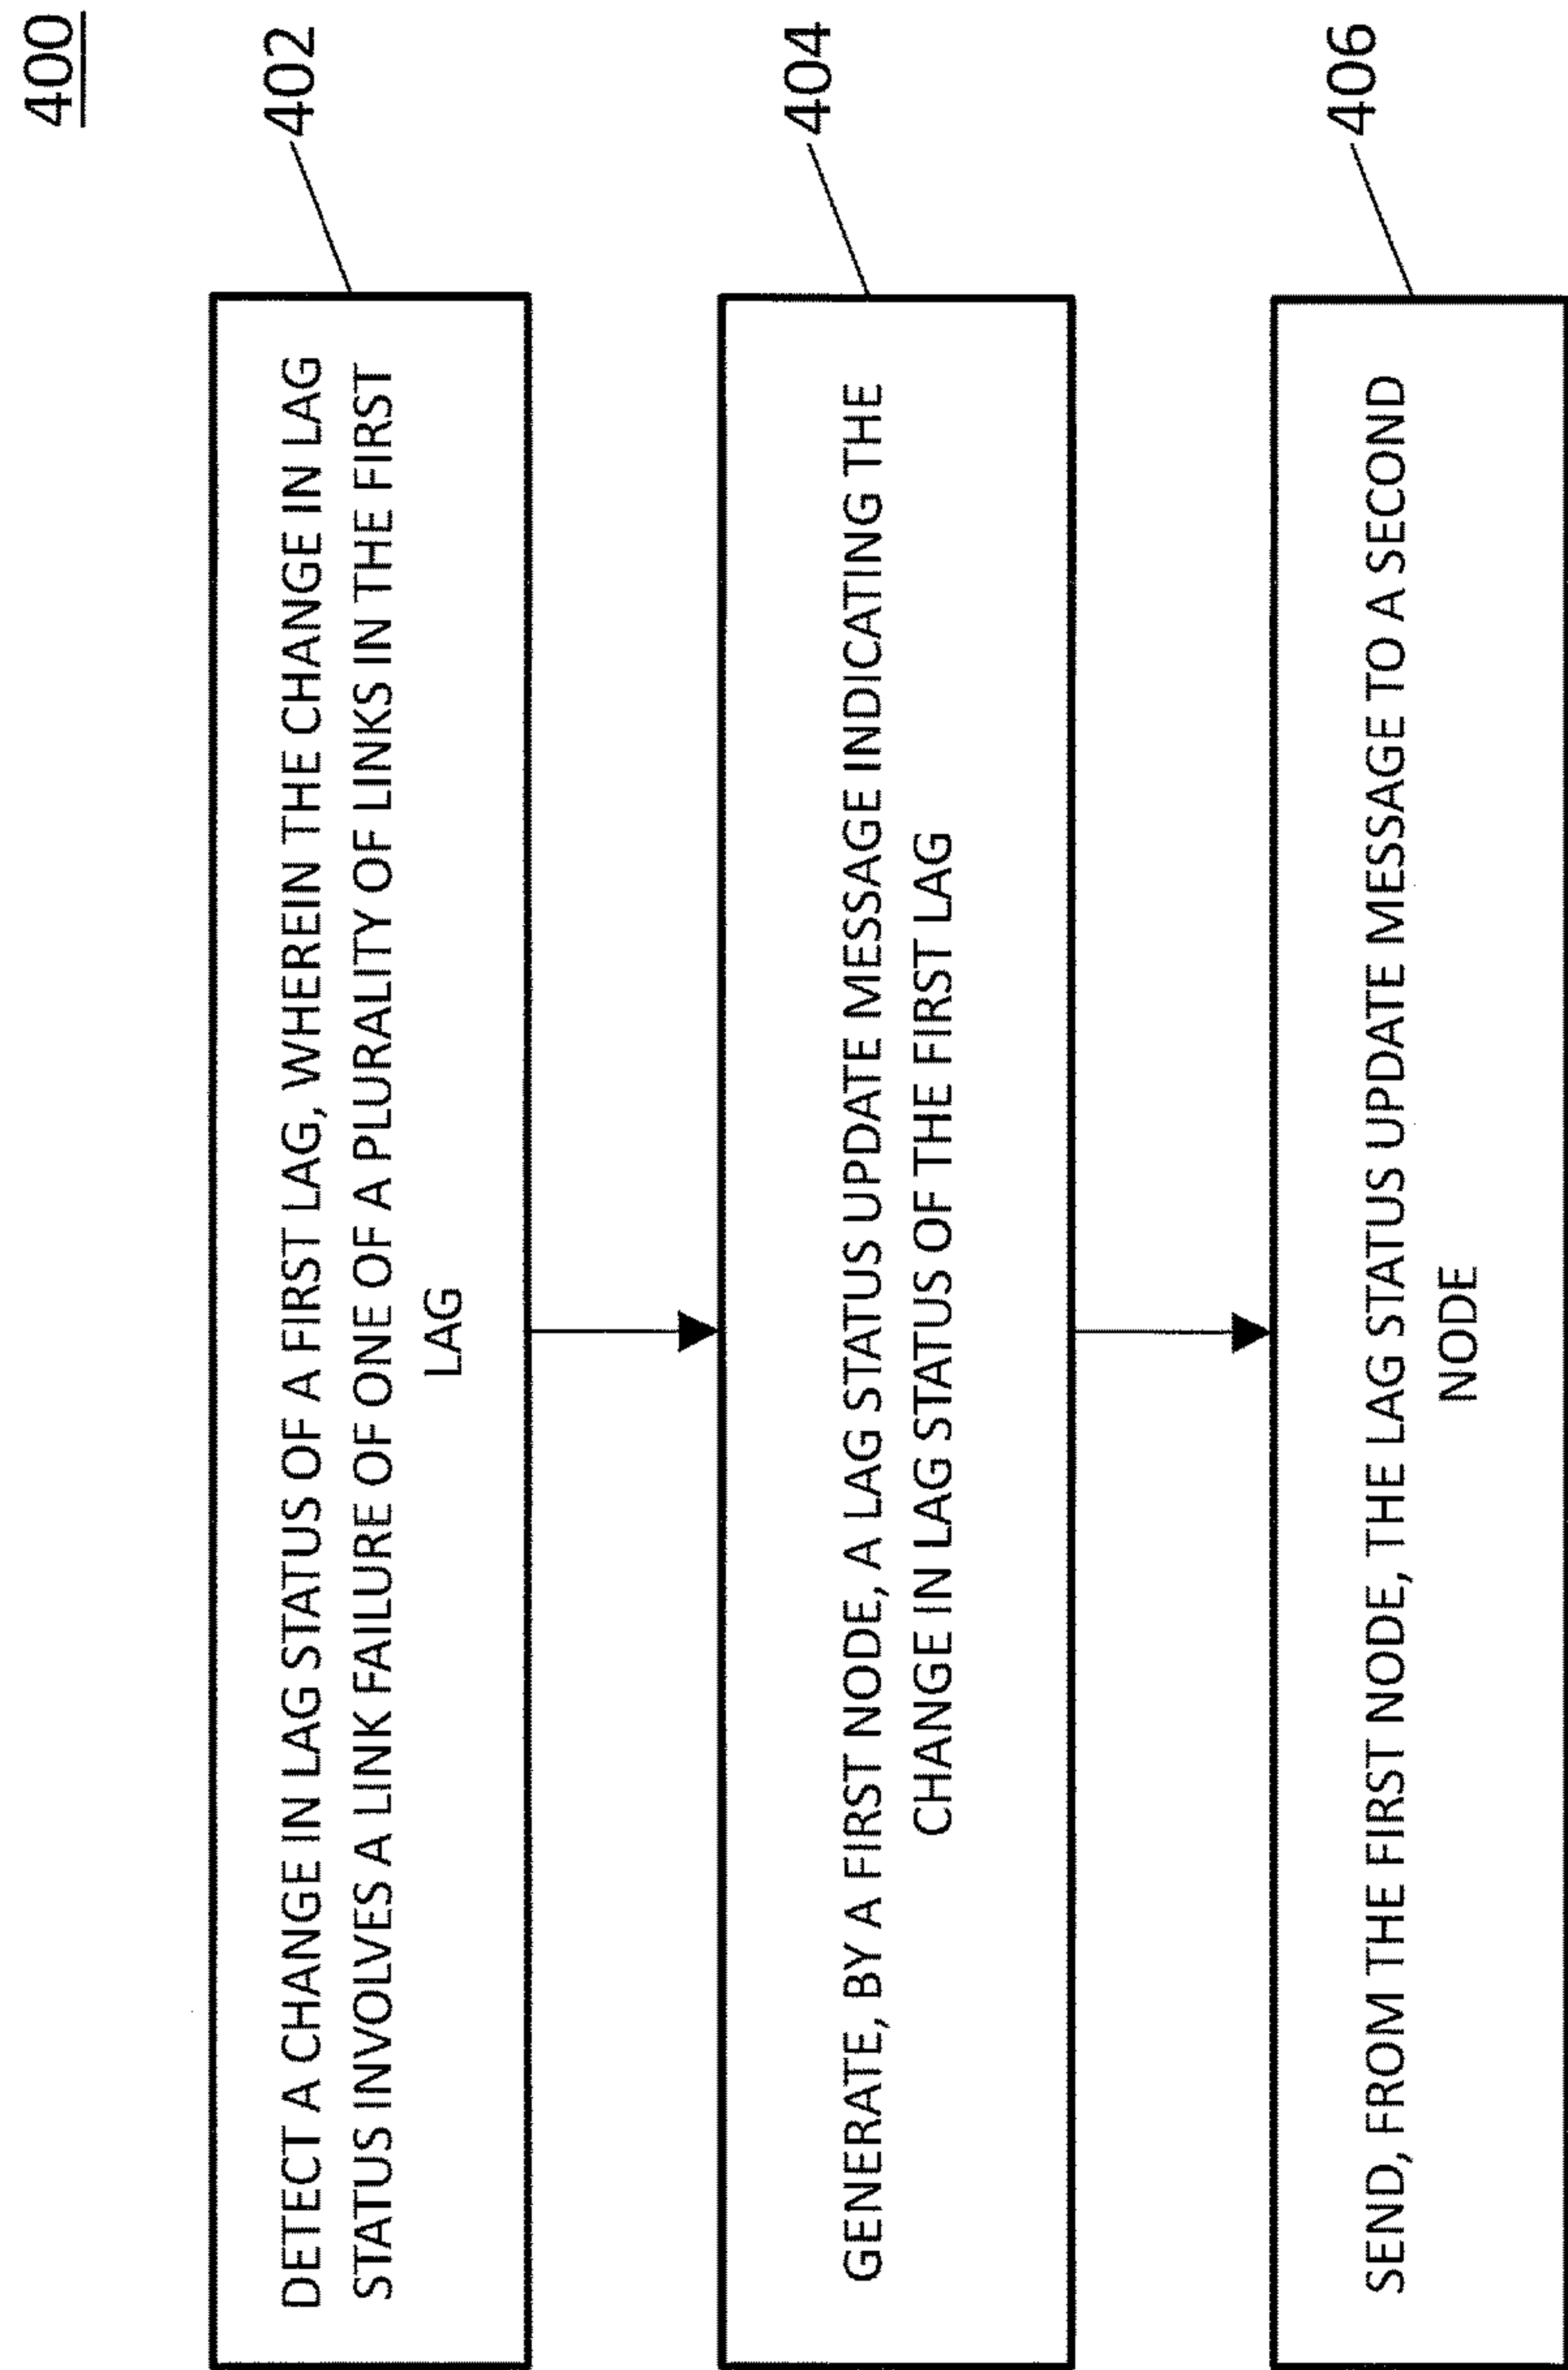 400
402
DETECT A CHANGE IN LAG STATUS OF A FIRST LAG, WHEREIN THE CHANGE IN LAG
STATUS INVOLVES A LINK FAILURE OF ONE OF A PLURALITY OF LINKS IN THE FIRST
LAG
404
GENERATE, BY A FIRST NODE, A LAG STATUS UPDATE MESSAGE INDICATING THE
CHANGE IN LAG STATUS OF THE FIRST LAG
406
SEND, FROM THE FIRST NODE, THE LAG STATUS UPDATE MESSAGE TO A SECOND
NODE